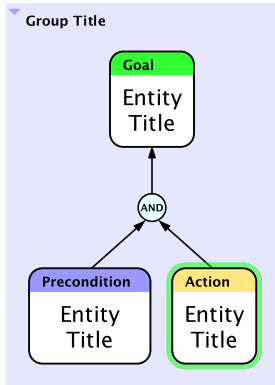 Group Title
Goal
Entity
Title
AND
Precondition
Entity
Title
Action
Entity
Title